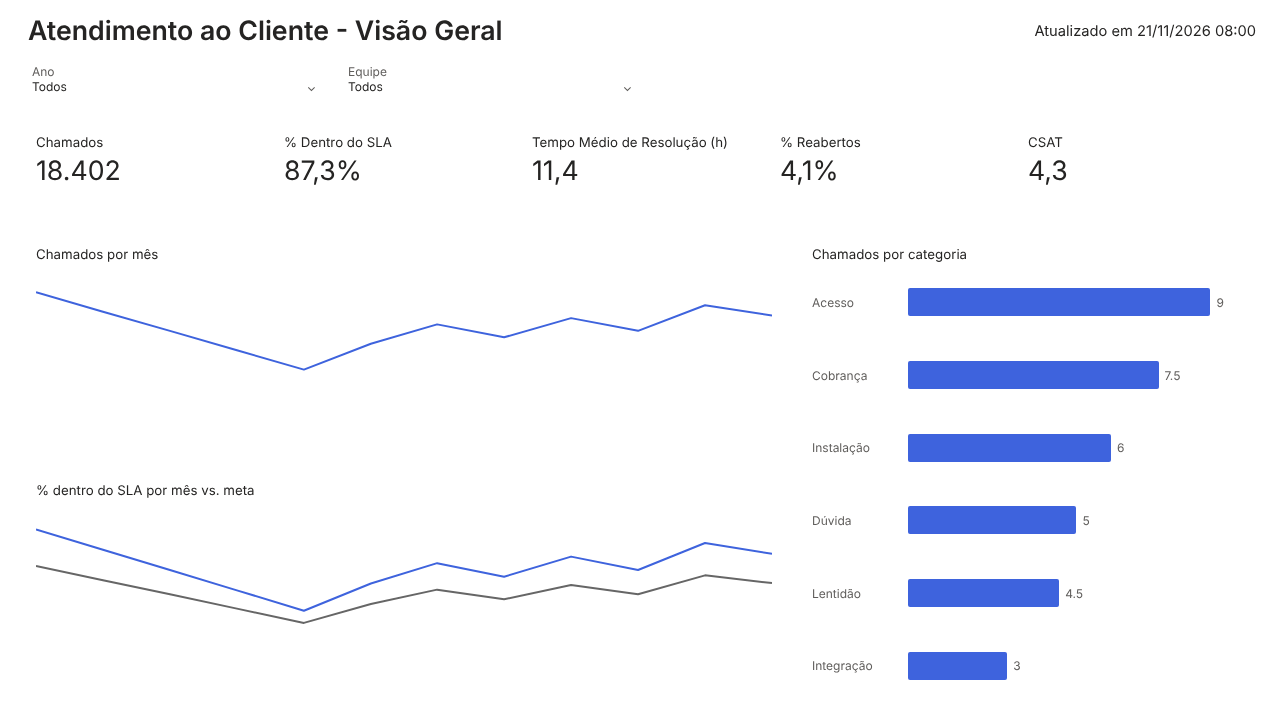 Atendimento ao Cliente - Visão Geral
Atualizado em 21/11/2026 08:00
Ano
Todos
Equipe
Todos
Chamados
18.402
% Dentro do SLA
87,3%
Tempo Médio de Resolução (h)
11,4
% Reabertos
4,1%
CSAT
4,3
Chamados por mês
% dentro do SLA por mês vs. meta
Chamados por categoria
Acesso 9
Cobrança 7.5
Instalação 6
Dúvida 5
Lentidão 4.5
Integração 3